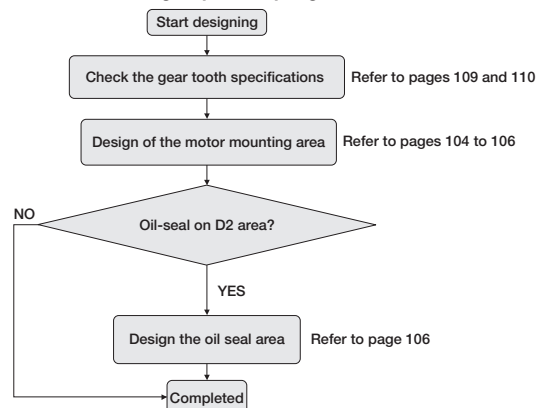 Start designing
Check the gear tooth specifications
Refer to pages 109 and 110
Design of the motor mounting area
Refer to pages 104 to 106
NO
Oil-seal on D2 area?
YES
Design the oil seal area
Refer to page 106
Completed